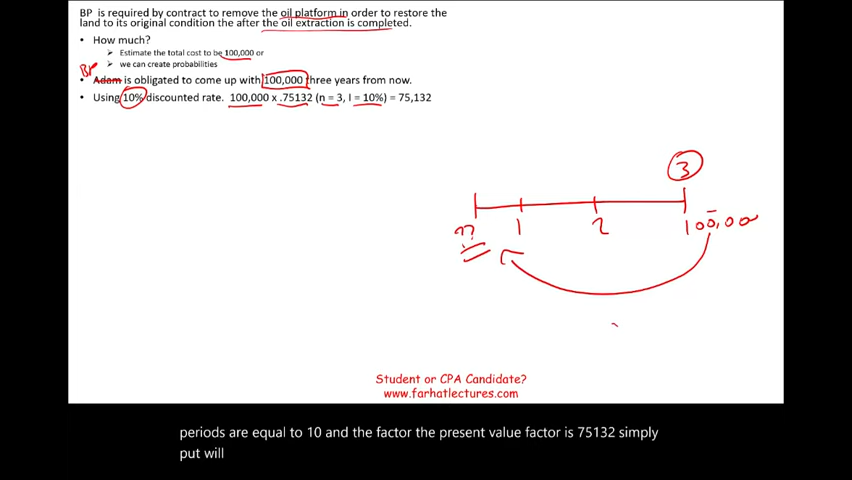 BP is required by contract to remove the oil platform in order to restore the
land to its original condition the after the oil extraction is completed.
• How much?
➢ Estimate the total cost to be 100,000 or
➢ we can create probabilities
BP
• Adam is obligated to come up with 100,000 three years from now.
• Using 10% discounted rate. 100,000 x .75132 (n = 3, I = 10%) = 75,132
3
?? 1 2 100,000
Student or CPA Candidate?
www.farhatlectures.com
periods are equal to 10 and the factor the present value factor is 75132 simply
put will